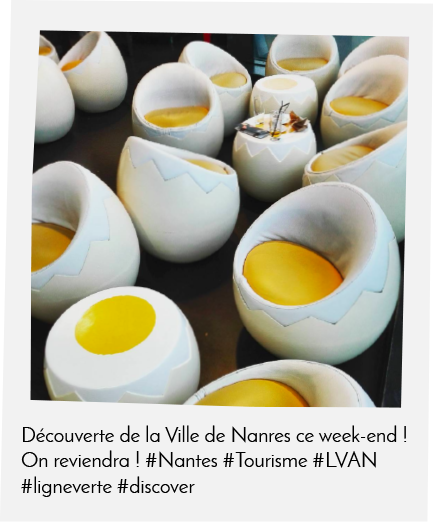 Découverte de la Ville de Nanres ce week-end !
On reviendra ! #Nantes #Tourisme #LVAN
#ligneverte #discover